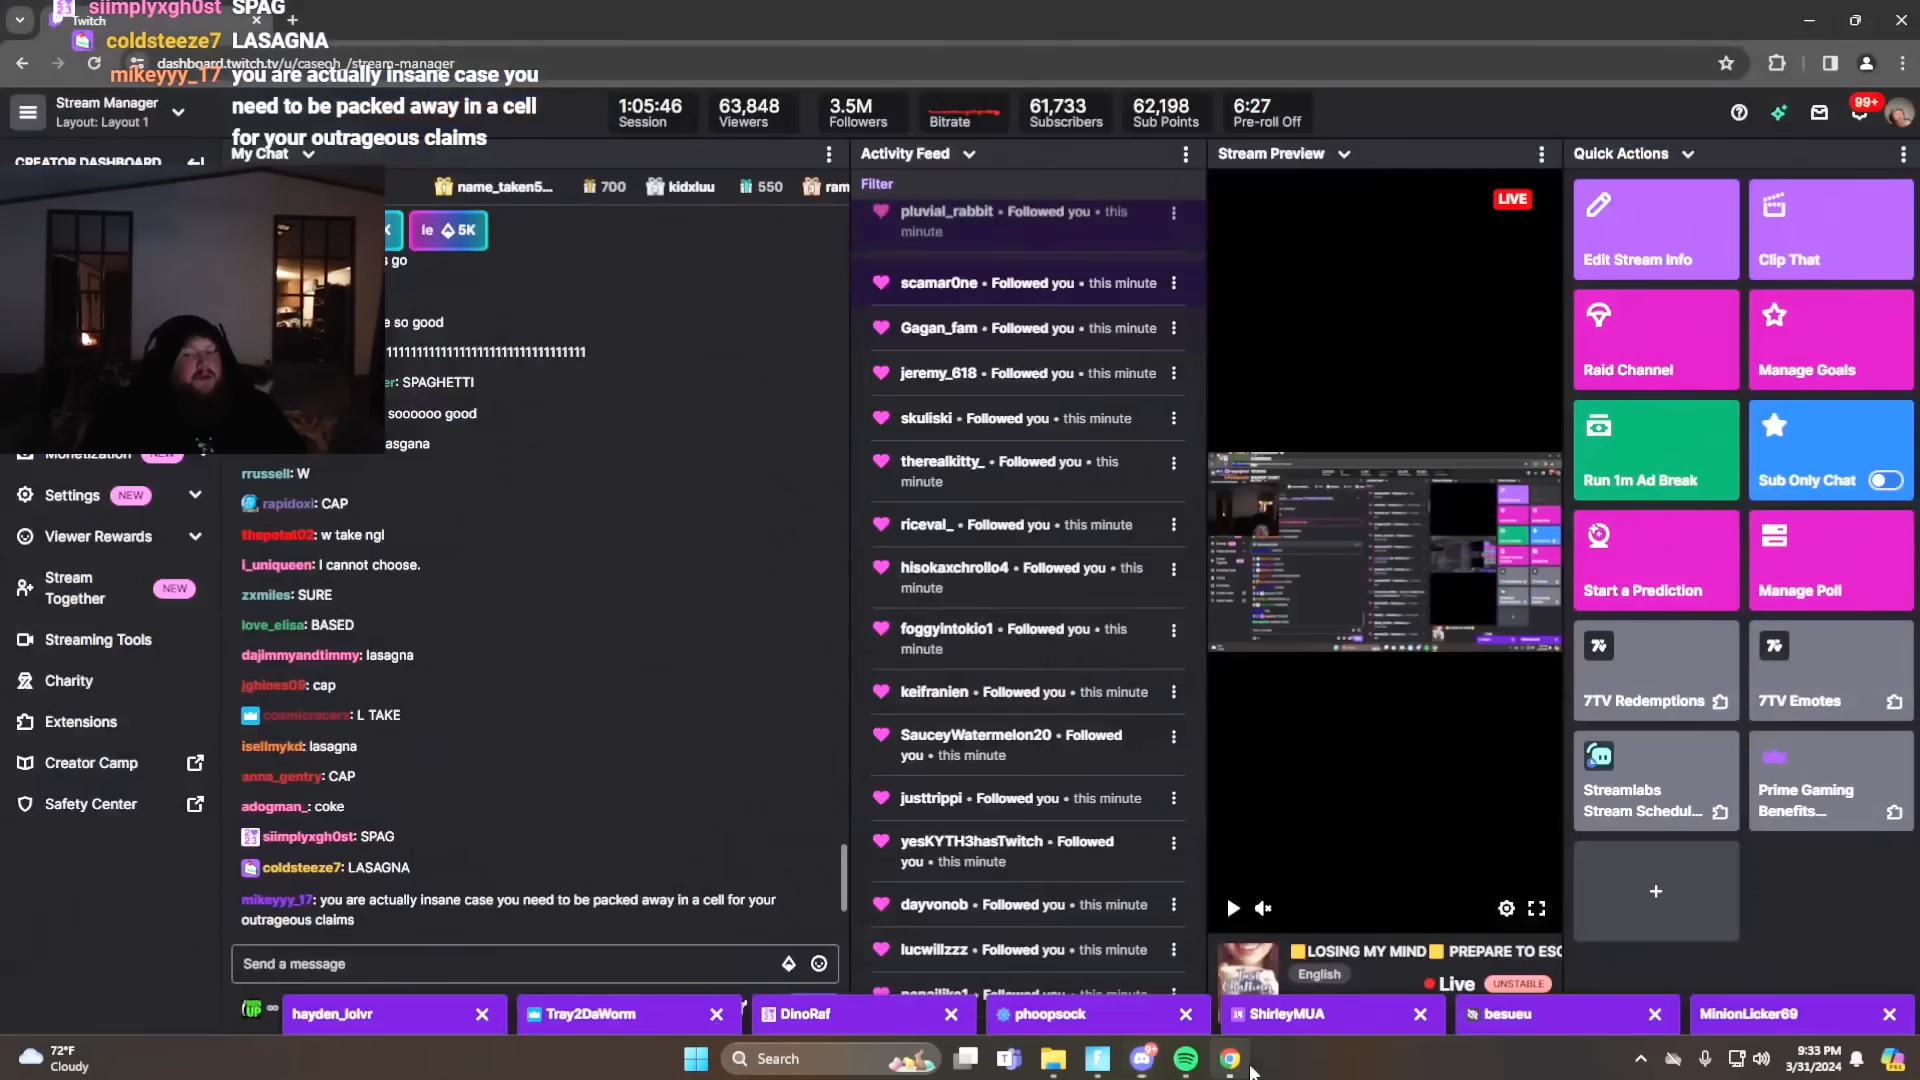 siimplyxgh0st SPAG
Twitch
coldsteeze7 LASAGNA
dashboard.twitch.tv/u/caseoh_/stream-manager
mikeyyy_17 you are actually insane case you
need to be packed away in a cell
for your outrageous claims
Stream Manager
Layout: Layout 1
1:05:46
Session
63,848
Viewers
3.5M
Followers
Bitrate
61,733
Subscribers
62,198
Sub Points
6:27
Pre-roll Off
99+
CREATOR DASHBOARD
My Chat
name_taken5...
700
kidxluu
550
ram
le 5K
go
e so good
11111111111111111111111111111111111
er: SPAGHETTI
soooooo good
asgana
rrussell: W
rapidoxi: CAP
thepotat02: w take ngl
i_uniqueen: I cannot choose.
zxmiles: SURE
love_elisa: BASED
dajimmyandtimmy: lasagna
jghines09: cap
cosmicracerx: L TAKE
isellmykd: lasagna
anna_gentry: CAP
adogman_: coke
siimplyxgh0st: SPAG
coldsteeze7: LASAGNA
mikeyyy_17: you are actually insane case you need to be packed away in a cell for your
outrageous claims
Send a message
Monetization NEW
Settings NEW
Viewer Rewards
Stream
Together
NEW
Streaming Tools
Charity
Extensions
Creator Camp
Safety Center
Activity Feed
Filter
pluvial_rabbit • Followed you • this
minute
scamar0ne • Followed you • this minute
Gagan_fam • Followed you • this minute
jeremy_618 • Followed you • this minute
skuliski • Followed you • this minute
therealkitty_ • Followed you • this
minute
riceval_ • Followed you • this minute
hisokaxchrollo4 • Followed you • this
minute
foggyintokio1 • Followed you • this
minute
keifranien • Followed you • this minute
SauceyWatermelon20 • Followed
you • this minute
justtrippi • Followed you • this minute
yesKYTH3hasTwitch • Followed
you • this minute
dayvonob • Followed you • this minute
lucwillzzz • Followed you • this minute
Stream Preview
LIVE
LOSING MY MIND PREPARE TO ESC
English
Live UNSTABLE
Quick Actions
Edit Stream Info
Clip That
Raid Channel
Manage Goals
Run 1m Ad Break
Sub Only Chat
Start a Prediction
Manage Poll
7TV Redemptions
7TV Emotes
Streamlabs
Stream Schedul...
Prime Gaming
Benefits...
+
UP
hayden_lolvr
Tray2DaWorm
DinoRaf
phoopsock
ShirleyMUA
besueu
MinionLicker69
72°F
Cloudy
Search
9:33 PM
3/31/2024